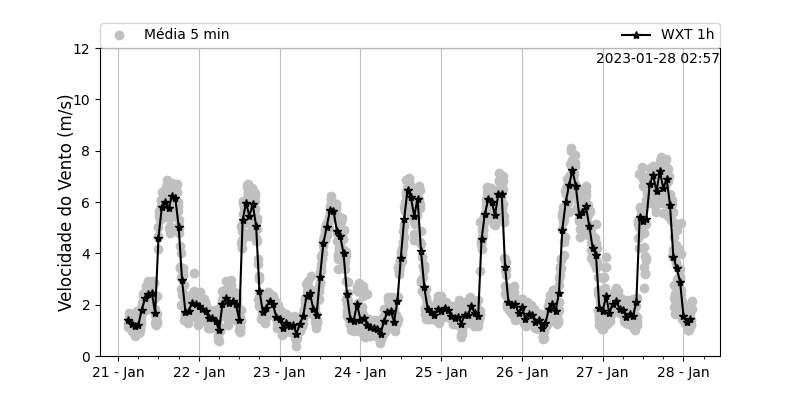 Média 5 min
WXT 1h
2023-01-28 02:57
Velocidade do Vento (m/s)
12
10
8
6
4
2
0
21 - Jan 22 - Jan 23 - Jan 24 - Jan 25 - Jan 26 - Jan 27 - Jan 28 - Jan